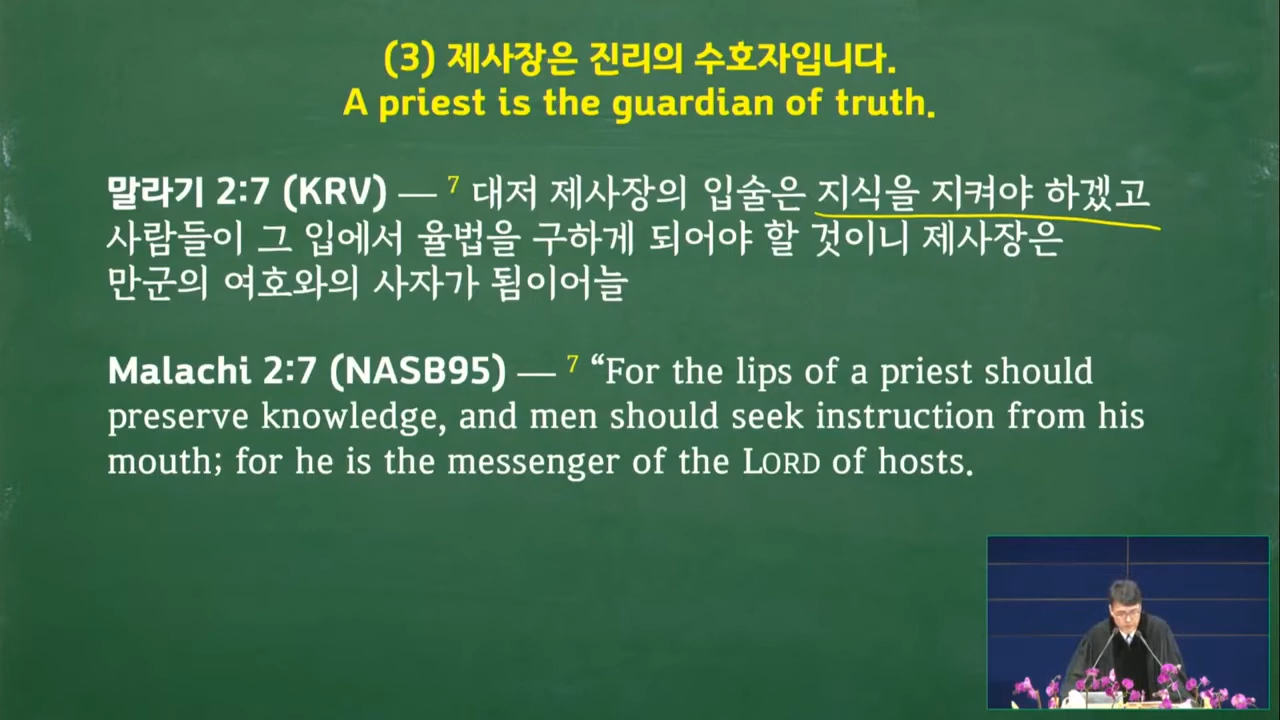 (3) 제사장은 진리의 수호자입니다.
A priest is the guardian of truth.
말라기 2:7 (KRV) — 7 대저 제사장의 입술은 지식을 지켜야 하겠고
사람들이 그 입에서 율법을 구하게 되어야 할 것이니 제사장은
만군의 여호와의 사자가 됨이어늘
Malachi 2:7 (NASB95) — 7 “For the lips of a priest should
preserve knowledge, and men should seek instruction from his
mouth; for he is the messenger of the LORD of hosts.